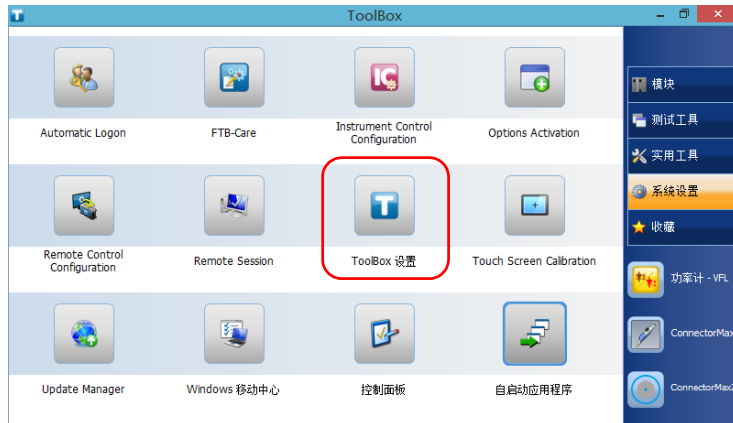 ToolBox
Automatic Logon
FTB-Care
Instrument Control
Configuration
Options Activation
Remote Control
Configuration
Remote Session
ToolBox 设置
Touch Screen Calibration
Update Manager
Windows 移动中心
控制面板
自启动应用程序
模块
测试工具
实用工具
系统设置
收藏
功率计 - VFL
ConnectorMax
ConnectorMax2